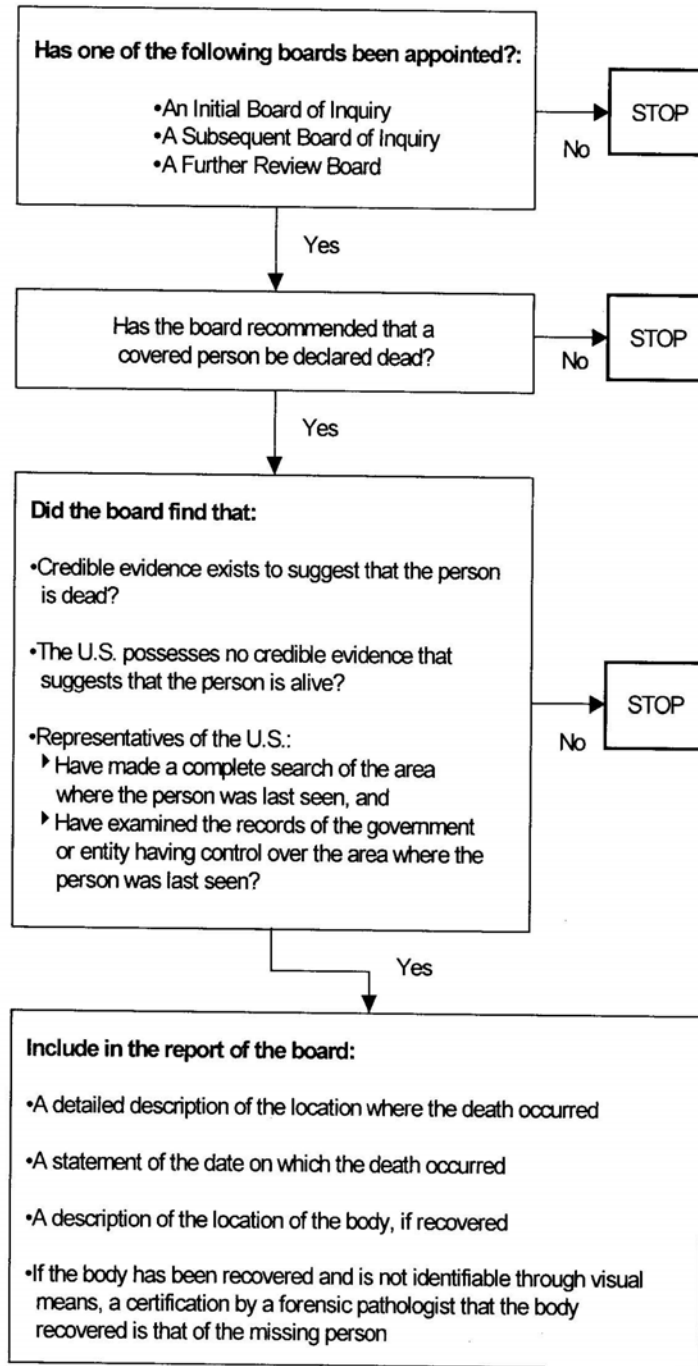 Has one of the following boards been appointed?:
•An Initial Board of Inquiry
•A Subsequent Board of Inquiry
•A Further Review Board
No
STOP
Yes
Has the board recommended that a
covered person be declared dead?
No
STOP
Yes
Did the board find that:
•Credible evidence exists to suggest that the person
is dead?
•The U.S. possesses no credible evidence that
suggests that the person is alive?
•Representatives of the U.S.:
Have made a complete search of the area
where the person was last seen, and
Have examined the records of the government
or entity having control over the area where the
person was last seen?
No
STOP
Yes
Include in the report of the board:
•A detailed description of the location where the death occurred
•A statement of the date on which the death occurred
•A description of the location of the body, if recovered
•If the body has been recovered and is not identifiable through visual
means, a certification by a forensic pathologist that the body
recovered is that of the missing person